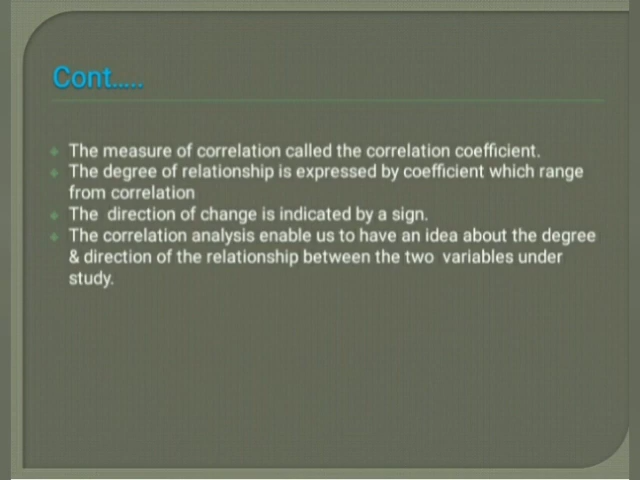 Cont.....
The measure of correlation called the correlation coefficient.
The degree of relationship is expressed by coefficient which range
from correlation
The direction of change is indicated by a sign.
The correlation analysis enable us to have an idea about the degree
& direction of the relationship between the two variables under
study.